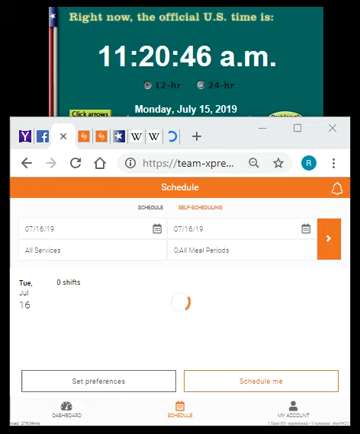 Right now, the official U.S. time is:
11:20:46 a.m.
12-hr 24-hr
Monday, July 15, 2019
Click arrows
Y f W W
https://team-xpre... R
Schedule
SCHEDULE SELF-SCHEDULING
07/16/19 07/16/19
All Services 0:All Meal Periods
Tue, 0 shifts
Jul
16
Set preferences Schedule me
DASHBOARD SCHEDULE MY ACCOUNT